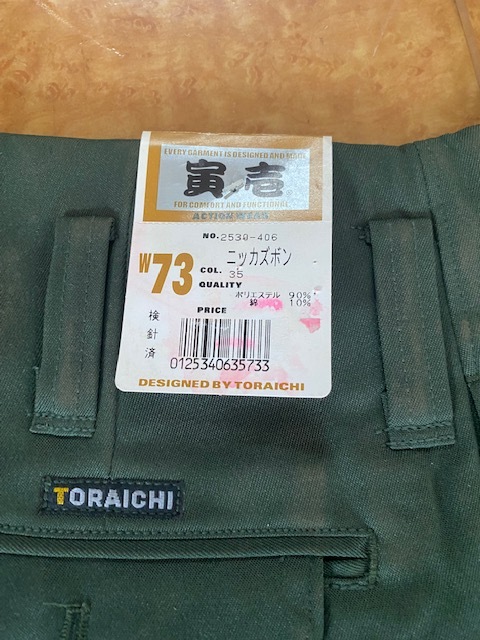 EVERY GARMENT IS DESIGNED AND MADE
寅壱
FOR COMFORT AND FUNCTIONAL.
ACTION WEAR
NO. 2530-406
ニッカズボン
W73 COL. 35
QUALITY
ポリエステル 90%
綿 10%
PRICE
検針済
0125340635733
DESIGNED BY TORAICHI
TORAICHI